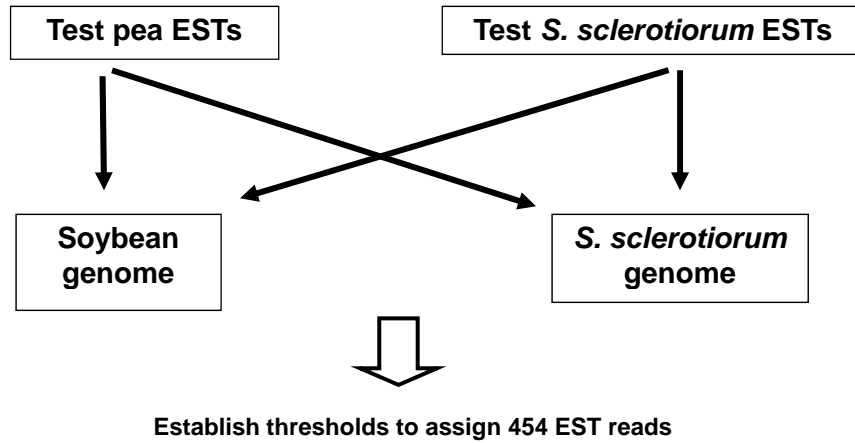 Test pea ESTs
Test S. sclerotiorum ESTs
Soybean
genome
S. sclerotiorum
genome
Establish thresholds to assign 454 EST reads